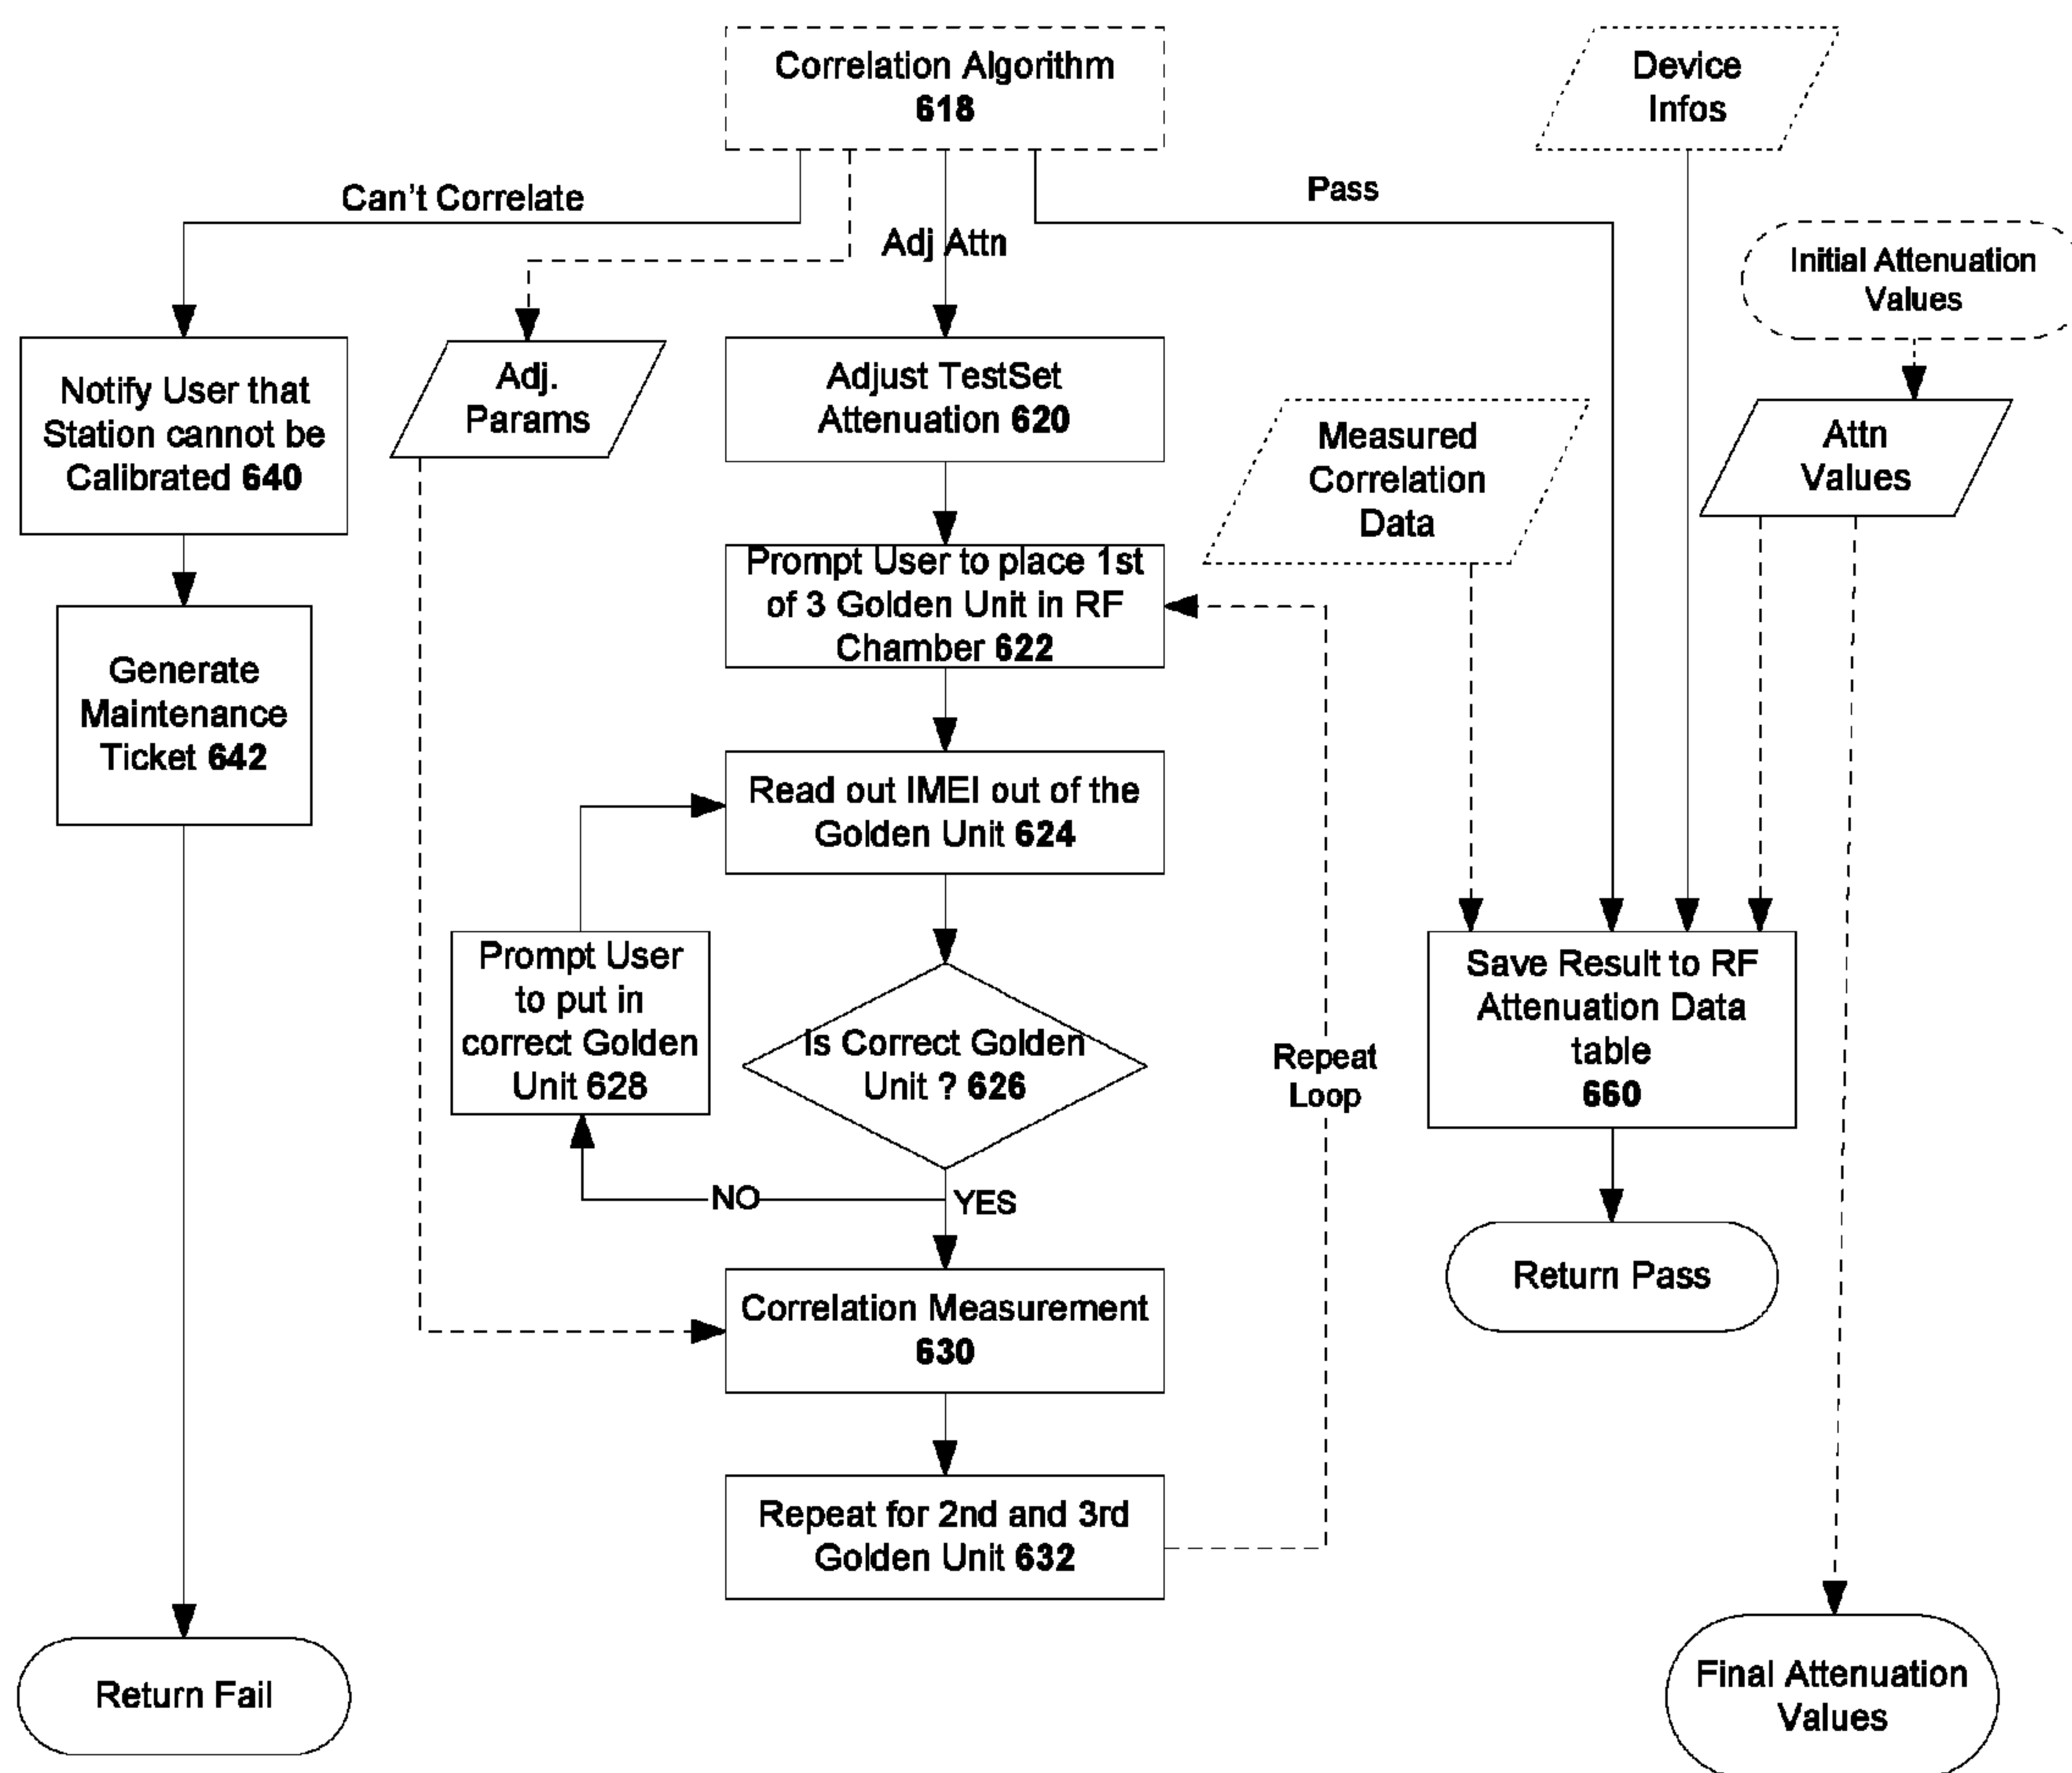 Correlation Algorithm
618
Device
Infos
Can't Correlate
Adj Attn
Pass
Initial Attenuation
Values
Notify User that
Station cannot be
Calibrated 640
Adj.
Params
Adjust TestSet
Attenuation 620
Measured
Correlation
Data
Attn
Values
Prompt User to place 1st
of 3 Golden Unit in RF
Chamber 622
Generate
Maintenance
Ticket 642
Read out IMEI out of the
Golden Unit 624
Prompt User
to put in
correct Golden
Unit 628
Is Correct Golden
Unit ? 626
Repeat
Loop
Save Result to RF
Attenuation Data
table
660
NO
YES
Return Pass
Correlation Measurement
630
Repeat for 2nd and 3rd
Golden Unit 632
Return Fail
Final Attenuation
Values